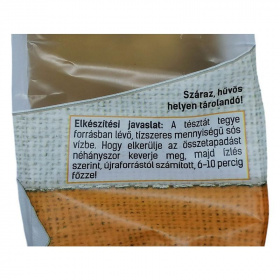 Száraz, hűvös
helyen tárolandó!
Elkészítési javaslat: A tésztát tegye
forrásban lévő, tízszeres mennyiségű sós
vízbe. Hogy elkerülje az összetapadást
néhányszor keverje meg, majd ízlés
szerint, újraforrástól számított, 6-10 percig
főzze!